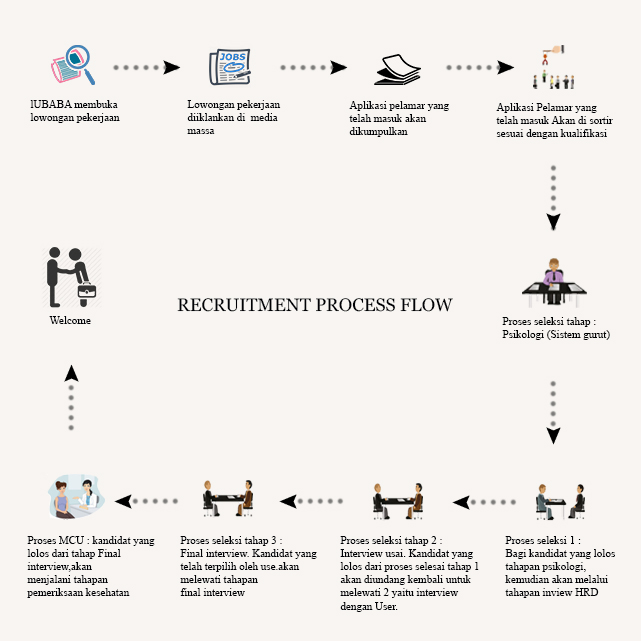 lUBABA membuka
lowongan pekerjaan
JOBS
Lowongan pekerjaan
diiklankan di media
massa
Aplikasi pelamar yang
telah masuk akan
dikumpulkan
Aplikasi Pelamar yang
telah masuk Akan di sortir
sesuai dengan kualifikasi
Welcome
RECRUITMENT PROCESS FLOW
Proses seleksi tahap :
Psikologi (Sistem gurut)
Proses MCU : kandidat yang
lolos dari tahap Final
interview,akan
menjalani tahapan
pemeriksaan kesehatan
Proses seleksi tahap 3 :
Final interview. Kandidat yang
telah terpilih oleh use.akan
melewati tahapan
final interview
Proses seleksi tahap 2 :
Interview usai. Kandidat yang
lolos dari proses selesai tahap 1
akan diundang kembali untuk
melewati 2 yaitu interview
dengan User.
Proses seleksi 1 :
Bagi kandidat yang lolos
tahapan psikologi,
kemudian akan melalui
tahapan inview HRD